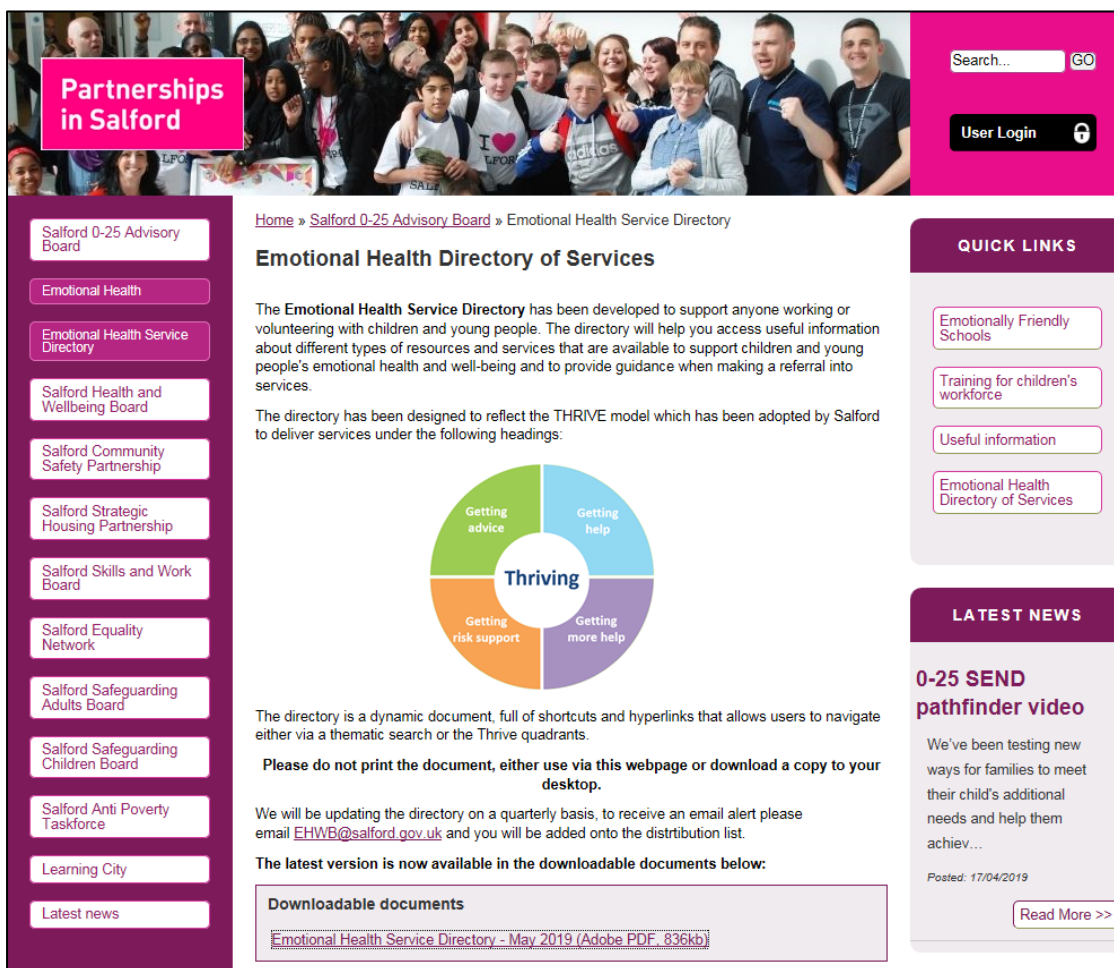 Partnerships
in Salford
Search...
GO
User Login
Salford 0-25 Advisory
Board
Emotional Health
Emotional Health Service
Directory
Salford Health and
Wellbeing Board
Salford Community
Safety Partnership
Salford Strategic
Housing Partnership
Salford Skills and Work
Board
Salford Equality
Network
Salford Safeguarding
Adults Board
Salford Safeguarding
Children Board
Salford Anti Poverty
Taskforce
Learning City
Latest news
Home » Salford 0-25 Advisory Board » Emotional Health Service Directory
Emotional Health Directory of Services
The Emotional Health Service Directory has been developed to support anyone working or
volunteering with children and young people. The directory will help you access useful information
about different types of resources and services that are available to support children and young
people's emotional health and well-being and to provide guidance when making a referral into
services.
The directory has been designed to reflect the THRIVE model which has been adopted by Salford
to deliver services under the following headings:
Getting
advice
Getting
help
Thriving
Getting
risk support
Getting
more help
The directory is a dynamic document, full of shortcuts and hyperlinks that allows users to navigate
either via a thematic search or the Thrive quadrants.
Please do not print the document, either use via this webpage or download a copy to your
desktop.
We will be updating the directory on a quarterly basis, to receive an email alert please
email EHWB@salford.gov.uk and you will be added onto the distrtibution list.
The latest version is now available in the downloadable documents below:
Downloadable documents
Emotional Health Service Directory - May 2019 (Adobe PDF, 836kb)
QUICK LINKS
Emotionally Friendly
Schools
Training for children's
workforce
Useful information
Emotional Health
Directory of Services
LATEST NEWS
0-25 SEND
pathfinder video
We've been testing new
ways for families to meet
their child's additional
needs and help them
achiev…
Posted: 17/04/2019
Read More >>